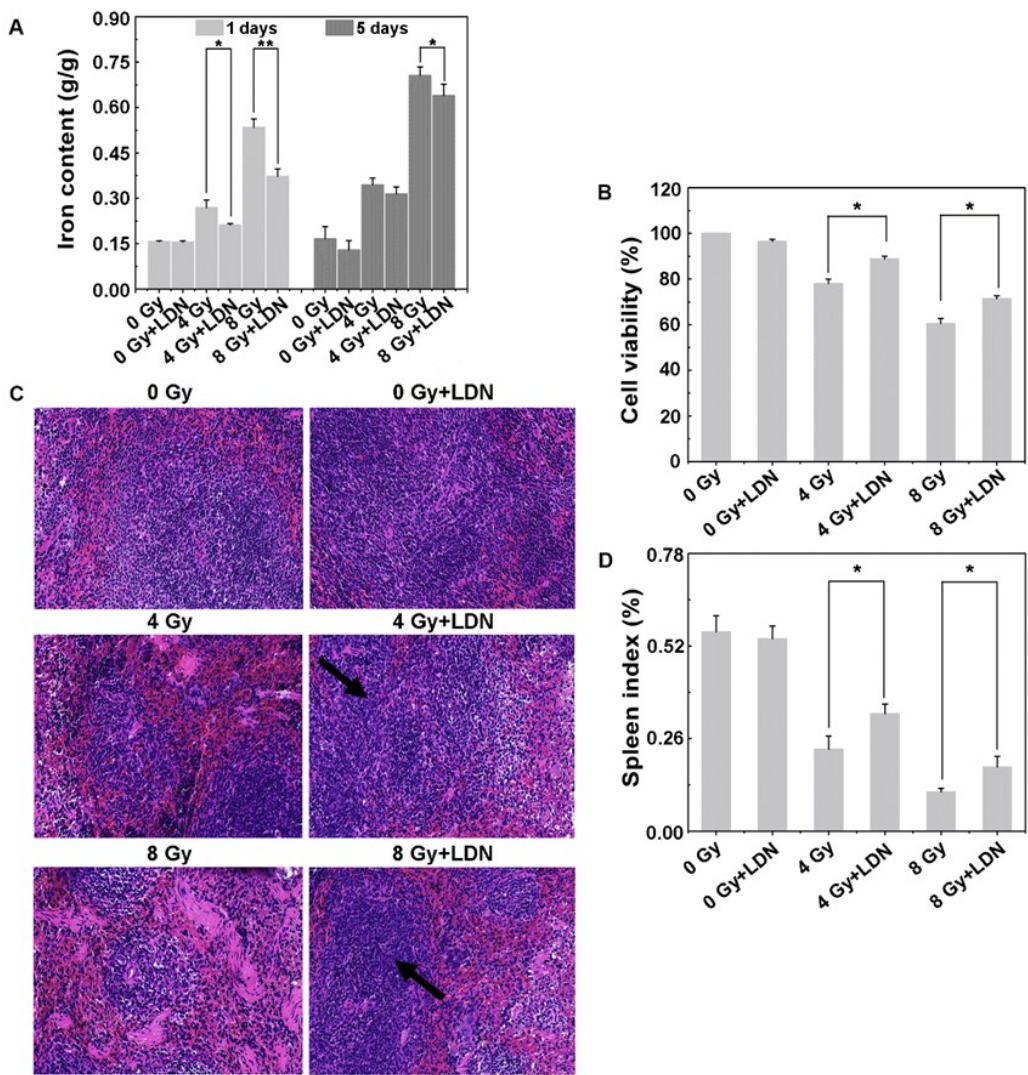 A
1 days
5 days
Iron content (g/g)
0.90
0.75
0.60
0.45
0.30
0.15
0.00
* ** *
0 Gy
0 Gy+LDN
4 Gy
4 Gy+LDN
8 Gy
8 Gy+LDN
0 Gy
0 Gy+LDN
4 Gy
4 Gy+LDN
8 Gy
8 Gy+LDN
B
Cell viability (%)
120
100
80
60
40
20
0
* *
0 Gy
0 Gy+LDN
4 Gy
4 Gy+LDN
8 Gy
8 Gy+LDN
C
0 Gy
0 Gy+LDN
4 Gy
4 Gy+LDN
8 Gy
8 Gy+LDN
D
Spleen index (%)
0.78
0.52
0.26
0.00
* *
0 Gy
0 Gy+LDN
4 Gy
4 Gy+LDN
8 Gy
8 Gy+LDN